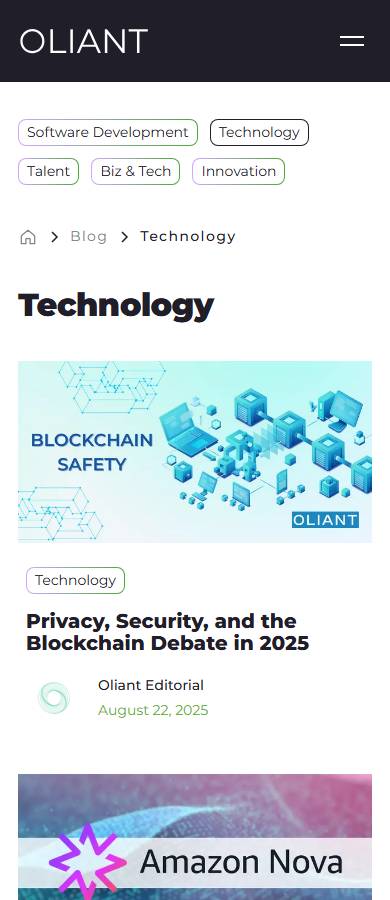 OLIANT
Software Development
Technology
Talent
Biz & Tech
Innovation
Blog
Technology
Technology
BLOCKCHAIN
SAFETY
OLIANT
Technology
Privacy, Security, and the
Blockchain Debate in 2025
Oliant Editorial
August 22, 2025
Amazon Nova